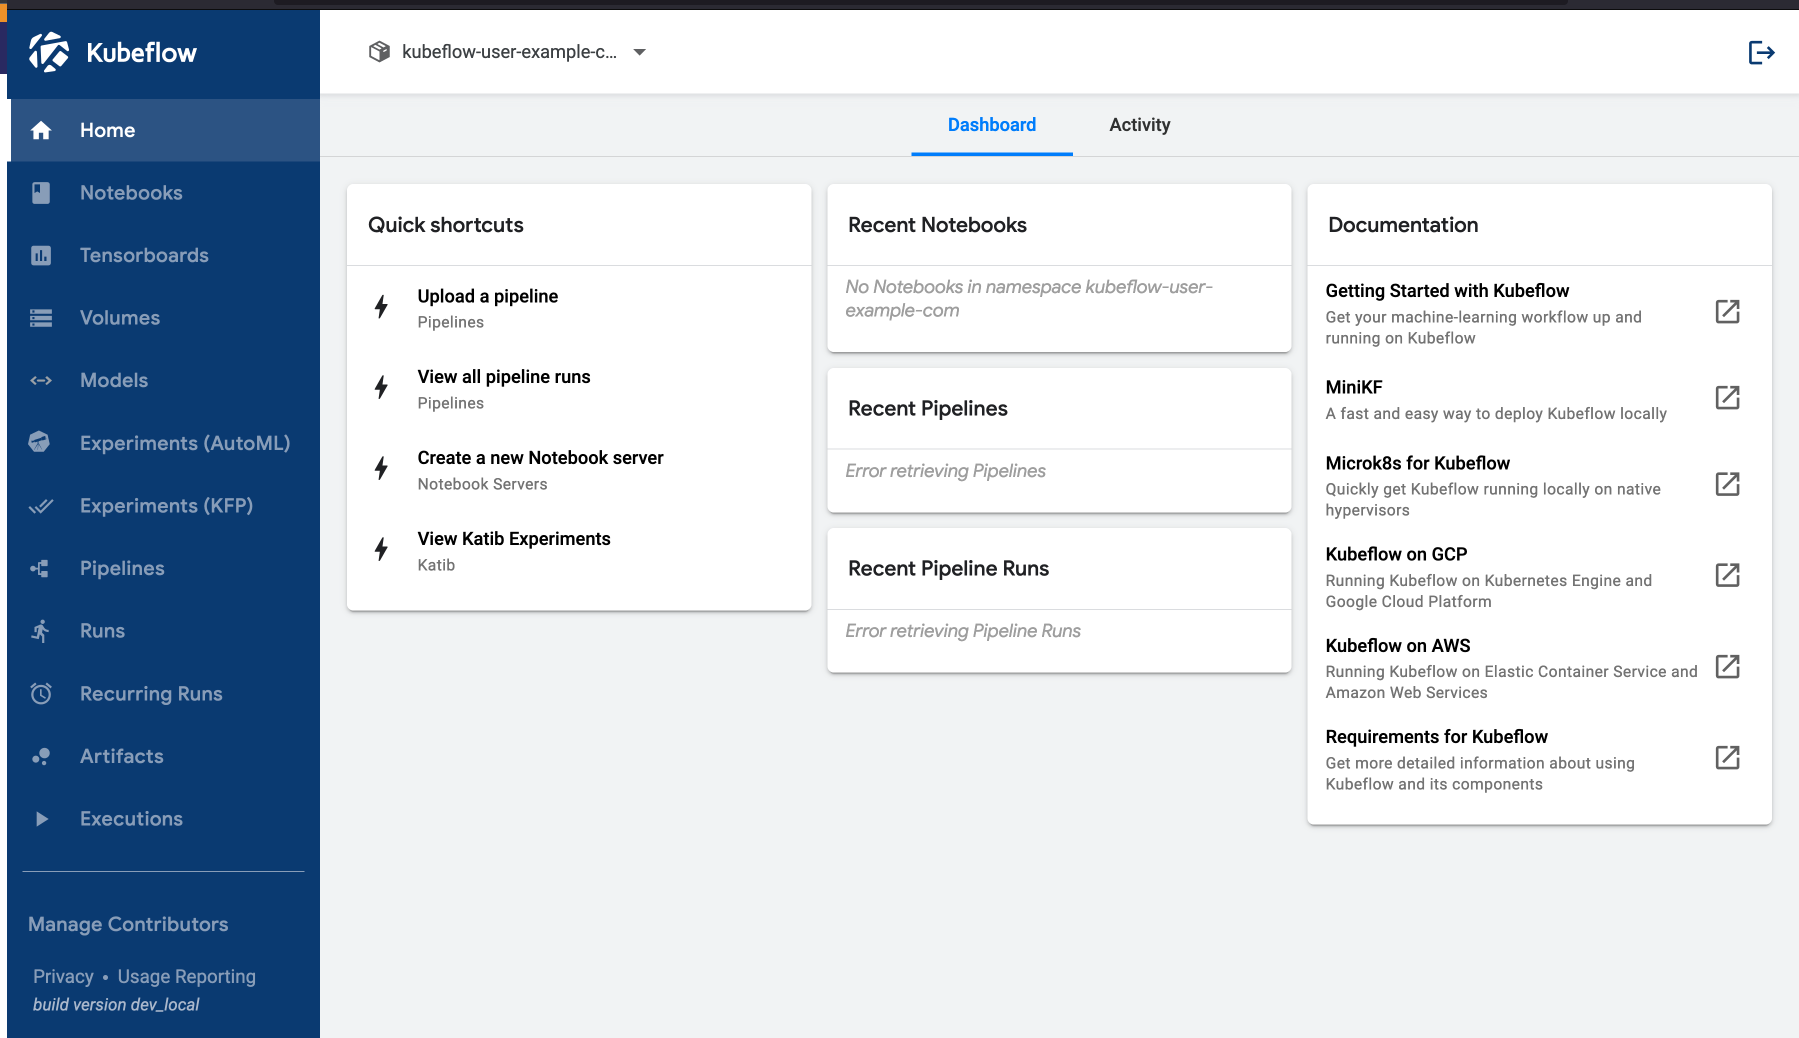 Kubeflow
kubeflow-user-example-c...
Home
Notebooks
Tensorboards
Volumes
Models
Experiments (AutoML)
Experiments (KFP)
Pipelines
Runs
Recurring Runs
Artifacts
Executions
Manage Contributors
Privacy • Usage Reporting
build version dev_local
Dashboard
Activity
Quick shortcuts
Upload a pipeline
Pipelines
View all pipeline runs
Pipelines
Create a new Notebook server
Notebook Servers
View Katib Experiments
Katib
Recent Notebooks
No Notebooks in namespace kubeflow-user-
example-com
Recent Pipelines
Error retrieving Pipelines
Recent Pipeline Runs
Error retrieving Pipeline Runs
Documentation
Getting Started with Kubeflow
Get your machine-learning workflow up and
running on Kubeflow
MiniKF
A fast and easy way to deploy Kubeflow locally
Microk8s for Kubeflow
Quickly get Kubeflow running locally on native
hypervisors
Kubeflow on GCP
Running Kubeflow on Kubernetes Engine and
Google Cloud Platform
Kubeflow on AWS
Running Kubeflow on Elastic Container Service and
Amazon Web Services
Requirements for Kubeflow
Get more detailed information about using
Kubeflow and its components